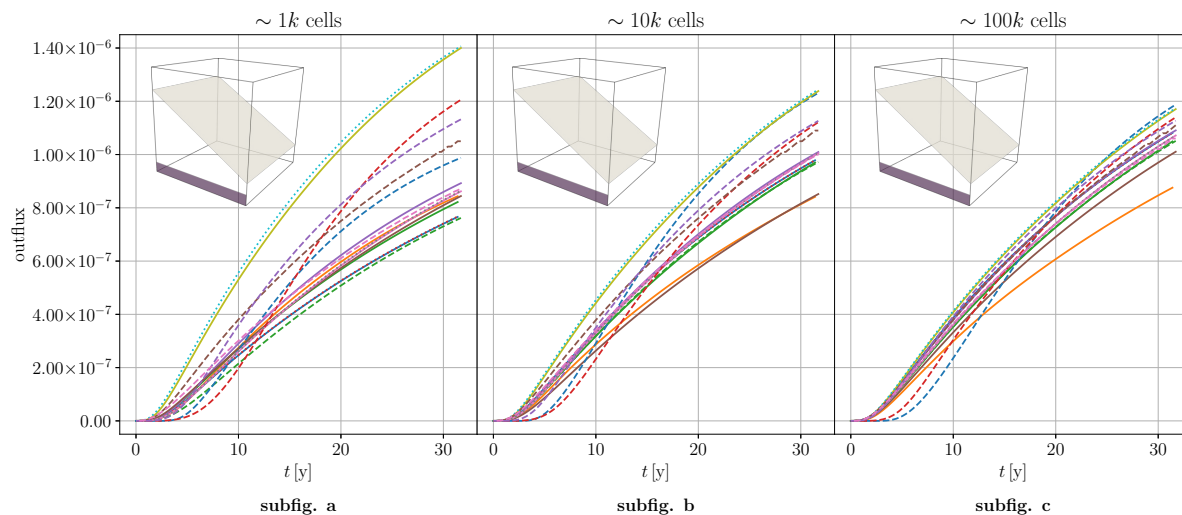 ∼ 1k cells
∼ 10k cells
∼ 100k cells
outflux
1.40×10⁻⁶
1.20×10⁻⁶
1.00×10⁻⁶
8.00×10⁻⁷
6.00×10⁻⁷
4.00×10⁻⁷
2.00×10⁻⁷
0.00
0 10 20 30
0 10 20 30
0 10 20 30
t [y]
t [y]
t [y]
subfig. a
subfig. b
subfig. c